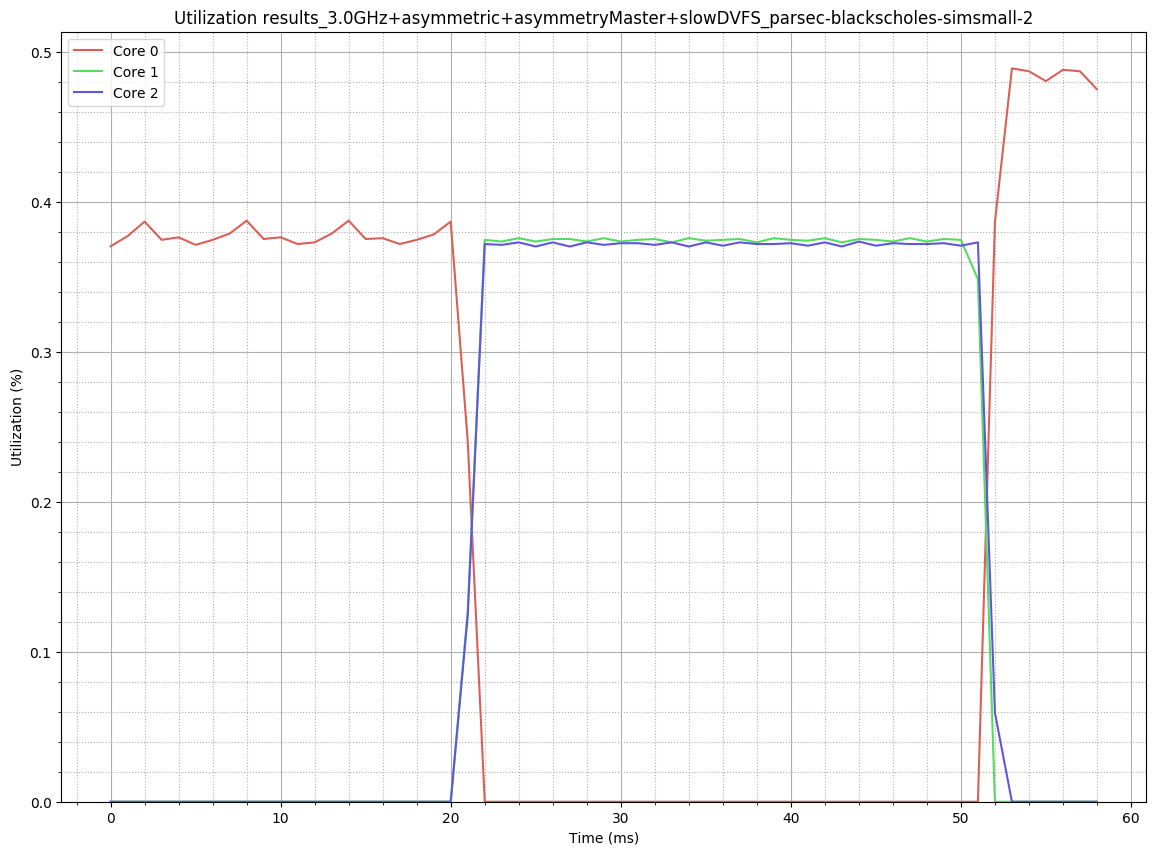 Utilization results_3.0GHz+asymmetric+asymmetryMaster+slowDVFS_parsec-blackscholes-simsmall-2
Core 0
Core 1
Core 2
Utilization (%)
0.5
0.4
0.3
0.2
0.1
0.0
0 10 20 30 40 50 60
Time (ms)